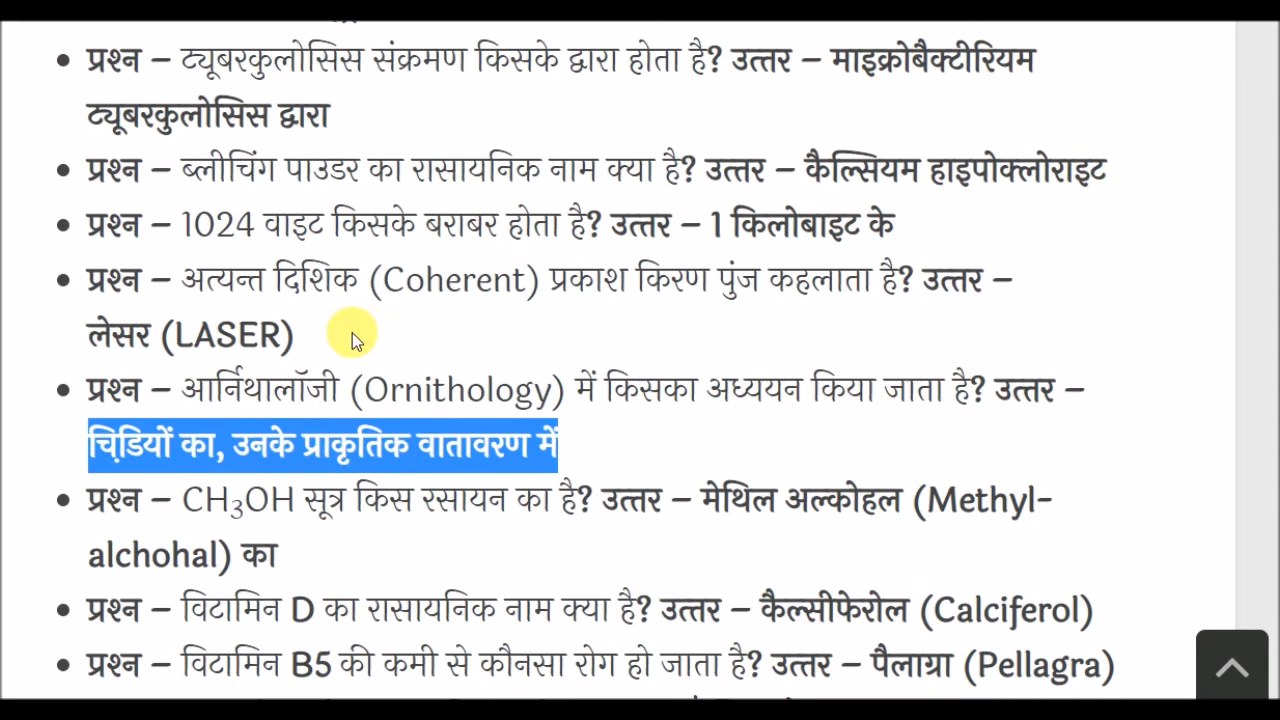 प्रश्न – ट्यूबरकुलोसिस संक्रमण किसके द्वारा होता है? उत्तर – माइक्रोबैक्टीरियम
ट्यूबरकुलोसिस द्वारा
प्रश्न – ब्लीचिंग पाउडर का रासायनिक नाम क्या है? उत्तर – कैल्सियम हाइपोक्लोराइट
प्रश्न – 1024 वाइट किसके बराबर होता है? उत्तर – 1 किलोबाइट के
प्रश्न – अत्यन्त दिशिक (Coherent) प्रकाश किरण पुंज कहलाता है? उत्तर –
लेसर (LASER)
प्रश्न – आर्निथालॉजी (Ornithology) में किसका अध्ययन किया जाता है? उत्तर –
चिडि़यों का, उनके प्राकृतिक वातावरण में
प्रश्न – CH₃OH सूत्र किस रसायन का है? उत्तर – मेथिल अल्कोहल (Methyl-
alchohal) का
प्रश्न – विटामिन D का रासायनिक नाम क्या है? उत्तर – कैल्सीफेरोल (Calciferol)
प्रश्न – विटामिन B5 की कमी से कौनसा रोग हो जाता है? उत्तर – पैलाग्रा (Pellagra)